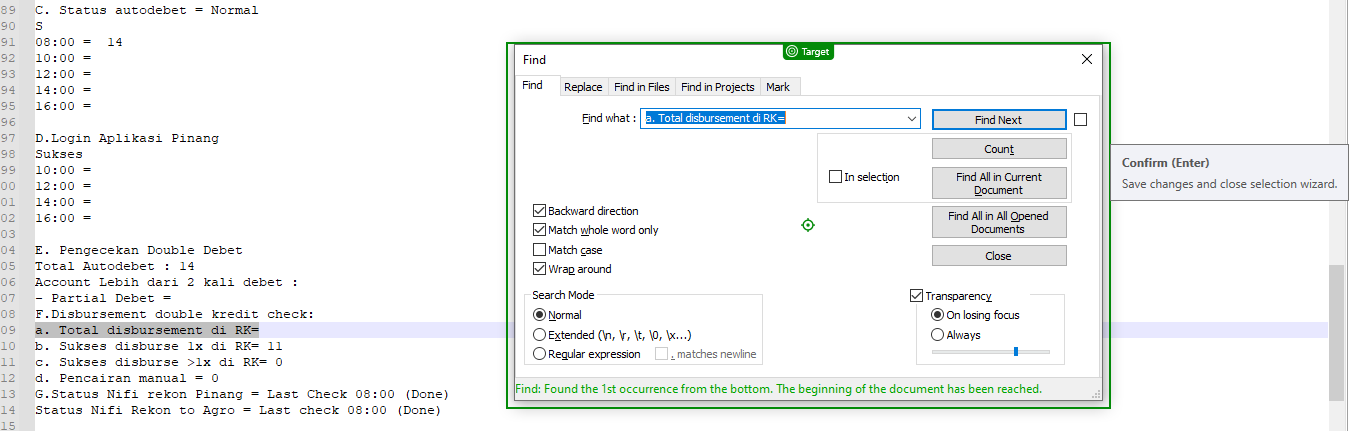 89 C. Status autodebet = Normal
90 S
91 08:00 =  14
92 10:00 =
93 12:00 =
94 14:00 =
95 16:00 =
96
97 D.Login Aplikasi Pinang
98 Sukses
99 10:00 =
00 12:00 =
01 14:00 =
02 16:00 =
03
04 E. Pengecekan Double Debet
05 Total Autodebet : 14
06 Account Lebih dari 2 kali debet :
07 - Partial Debet =
08 F.Disbursement double kredit check:
09 a. Total disbursement di RK=
10 b. Sukses disburse 1x di RK= 11
11 c. Sukses disburse >1x di RK= 0
12 d. Pencairan manual = 0
13 G.Status Nifi rekon Pinang = Last Check 08:00 (Done)
14 Status Nifi Rekon to Agro = Last check 08:00 (Done)
15
Target
Find
Find Replace Find in Files Find in Projects Mark
Find what : a. Total disbursement di RK=
Find Next
Count
In selection
Find All in Current
Document
Find All in All Opened
Documents
Close
Backward direction
Match whole word only
Match case
Wrap around
Search Mode
Normal
Extended (\n, \r, \t, \0, \x...)
Regular expression
. matches newline
Transparency
On losing focus
Always
Find: Found the 1st occurrence from the bottom. The beginning of the document has been reached.
Confirm (Enter)
Save changes and close selection wizard.